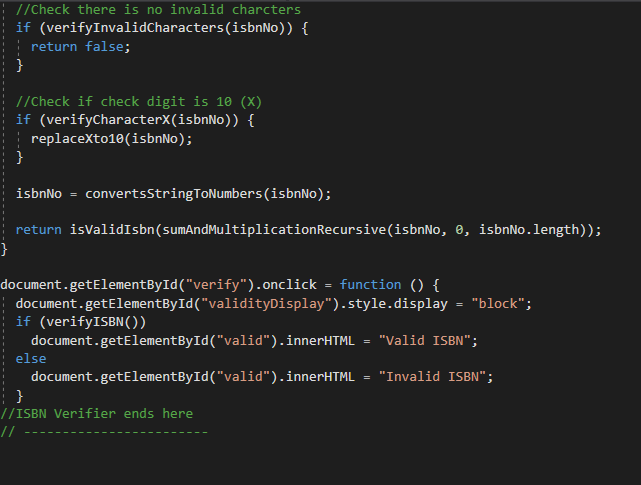 //Check there is no invalid charcters
if (verifyInvalidCharacters(isbnNo)) {
return false;
}
//Check if check digit is 10 (X)
if (verifyCharacterX(isbnNo)) {
replaceXto10(isbnNo);
}
isbnNo = convertsStringToNumbers(isbnNo);
return isValidIsbn(sumAndMultiplicationRecursive(isbnNo, 0, isbnNo.length));
}
document.getElementById("verify").onclick = function () {
document.getElementById("validityDisplay").style.display = "block";
if (verifyISBN())
document.getElementById("valid").innerHTML = "Valid ISBN";
else
document.getElementById("valid").innerHTML = "Invalid ISBN";
}
//ISBN Verifier ends here
// ------------------------